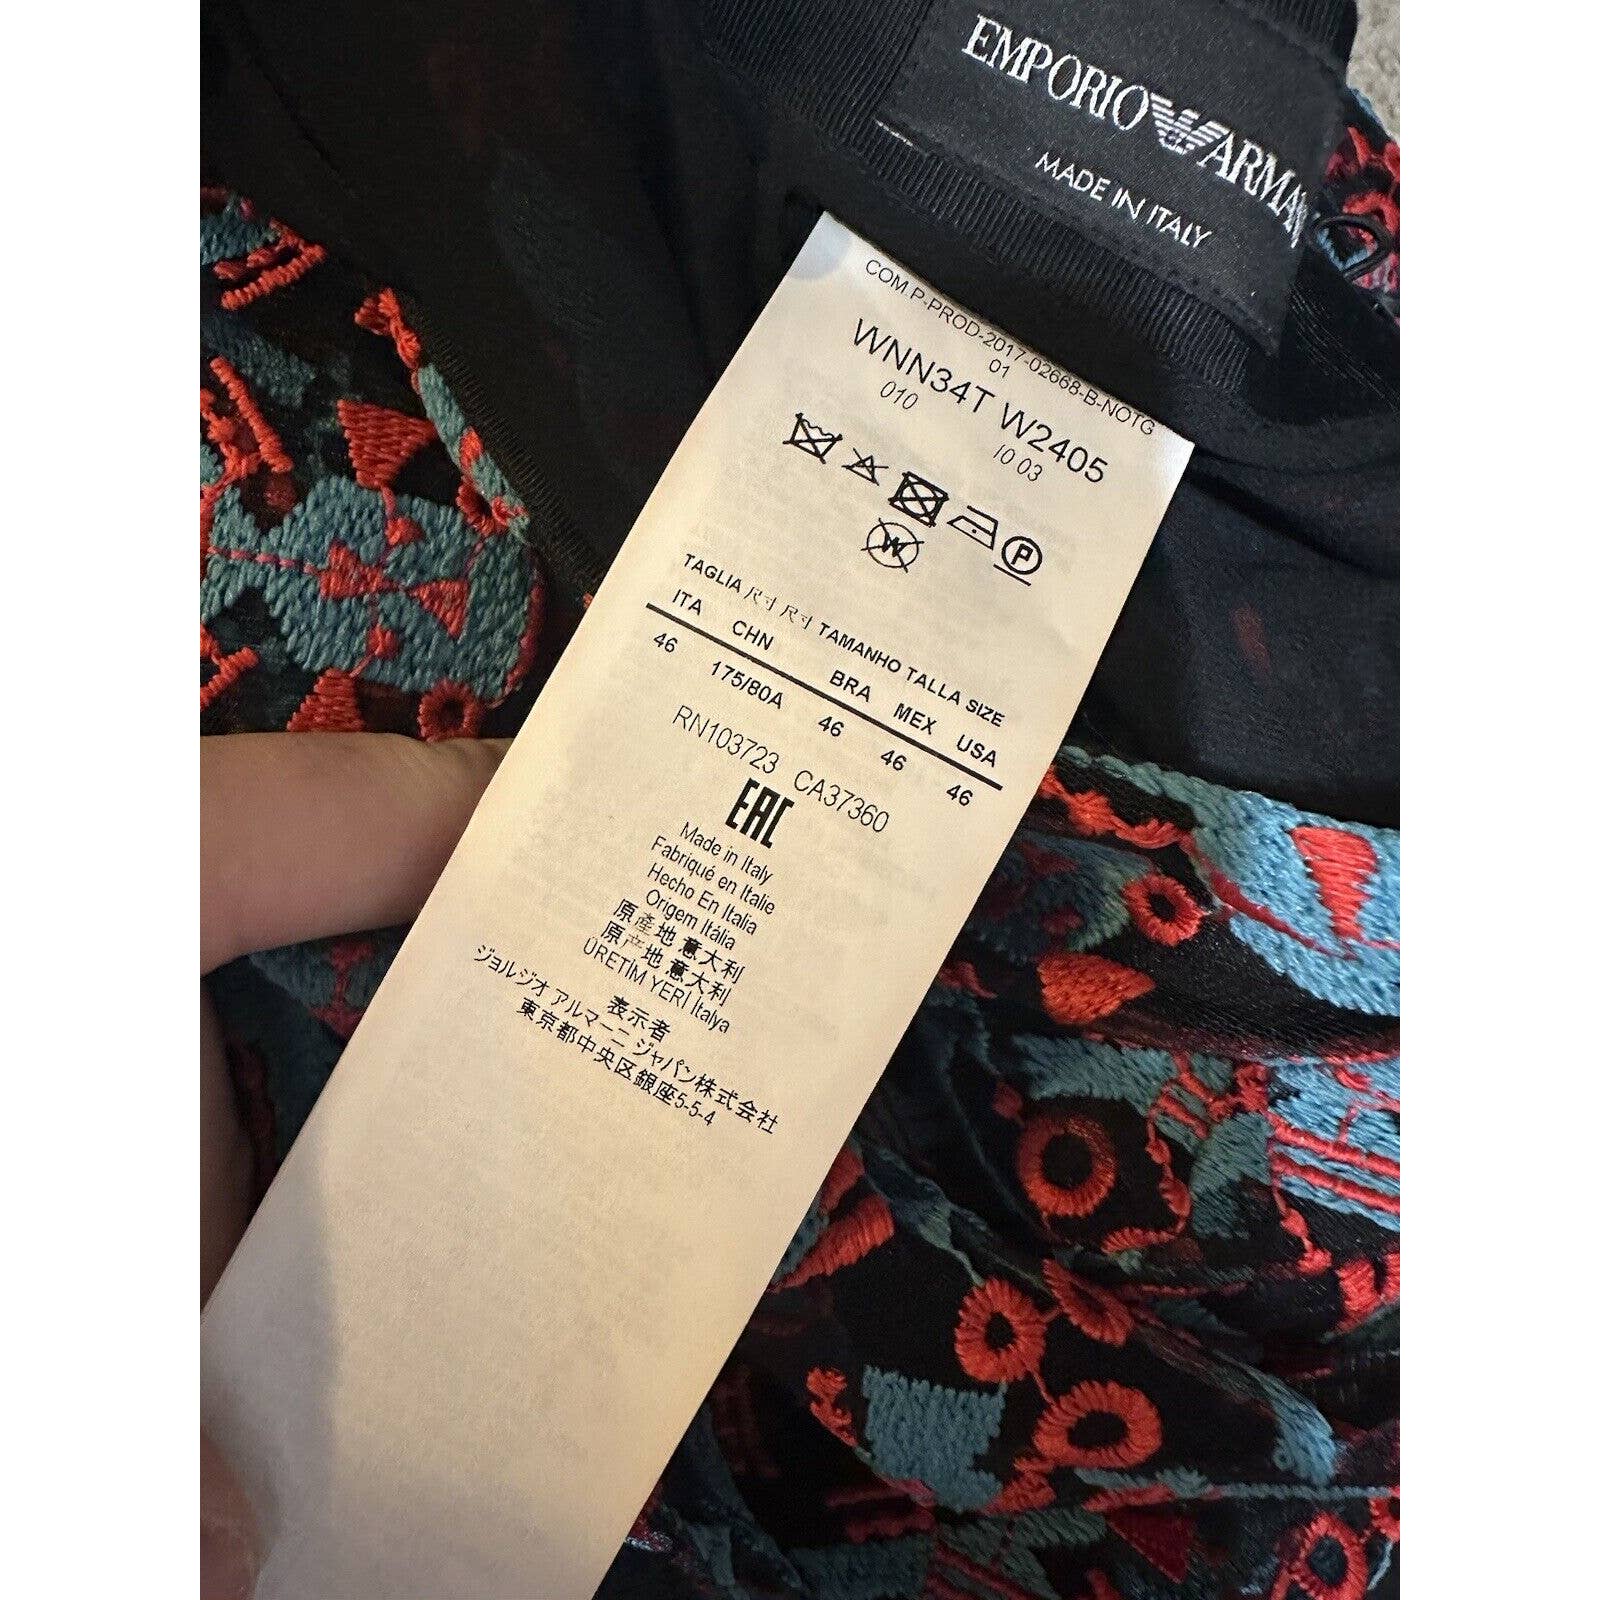 EMPORIO ARMANI
MADE IN ITALY
COM.P-PROD-2017-02668-B-NOTG
01
WNN34T W2405
010 10 03
P
W
TAGLIA 尺寸 尺寸 TAMANHO TALLA SIZE
ITA CHN BRA MEX USA
46 175/80A 46 46 46
RN103723 CA37360
EAC
Made in Italy
Fabriqué en Italie
Hecho En Italia
Origem Itália
原產地 意大利
原产地 意大利
ÜRETİM YERİ İtalya
表示者
ジョルジオ アルマーニ ジャパン株式会社
東京都中央区銀座5-5-4